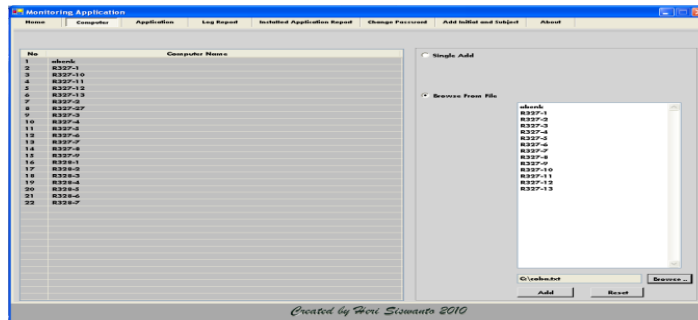 Monitoring Application
Home Computer Application Log Report Installed Application Report Change Password Add Initial and Subject About
No Computer Name
1 abenk
2 R327-1
3 R327-10
4 R327-11
5 R327-12
6 R327-13
7 R327-2
8 R327-27
9 R327-3
10 R327-4
11 R327-5
12 R327-6
13 R327-7
14 R327-8
15 R327-9
16 R328-1
17 R328-2
18 R328-3
19 R328-4
20 R328-5
21 R328-6
22 R328-7
Single Add
Browse From File
abenk
R327-1
R327-2
R327-3
R327-4
R327-5
R327-6
R327-7
R327-8
R327-9
R327-10
R327-11
R327-12
R327-13
C:\coba.txt Browse ..
Add Reset
Created by Heri Siswanto 2010